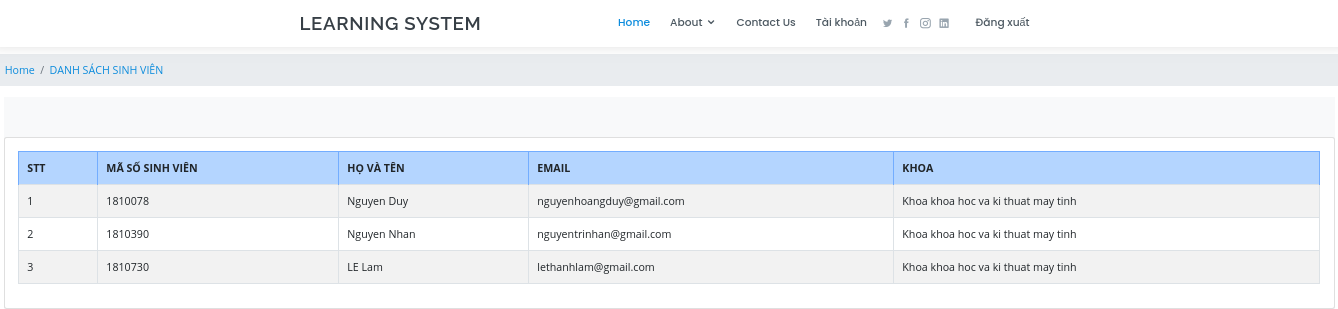 LEARNING SYSTEM Home About Contact Us Tài khoản Đăng xuất
Home / DANH SÁCH SINH VIÊN
STT MÃ SỐ SINH VIÊN HỌ VÀ TÊN EMAIL KHOA
1 1810078 Nguyen Duy nguyenhoangduy@gmail.com Khoa khoa hoc va ki thuat may tinh
2 1810390 Nguyen Nhan nguyentrinhan@gmail.com Khoa khoa hoc va ki thuat may tinh
3 1810730 LE Lam lethanhlam@gmail.com Khoa khoa hoc va ki thuat may tinh